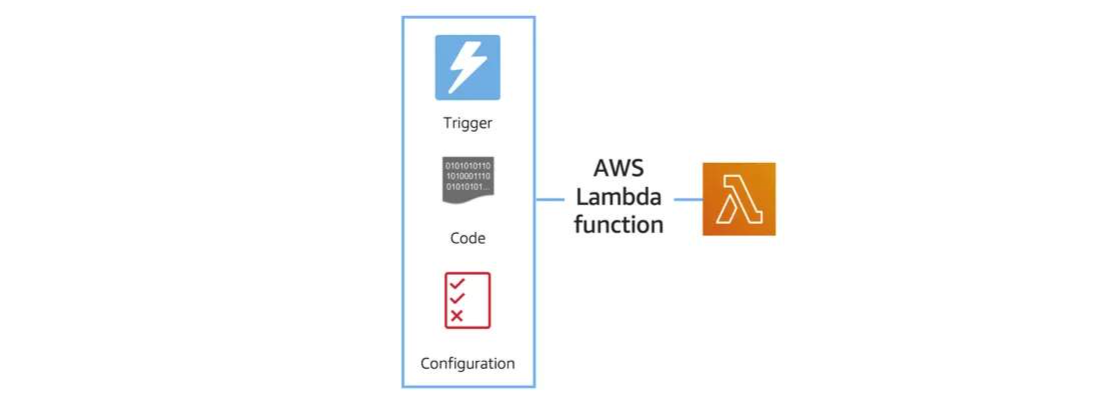 Trigger
0101010110
1010001110
01010101...
Code
Configuration
AWS
Lambda
function